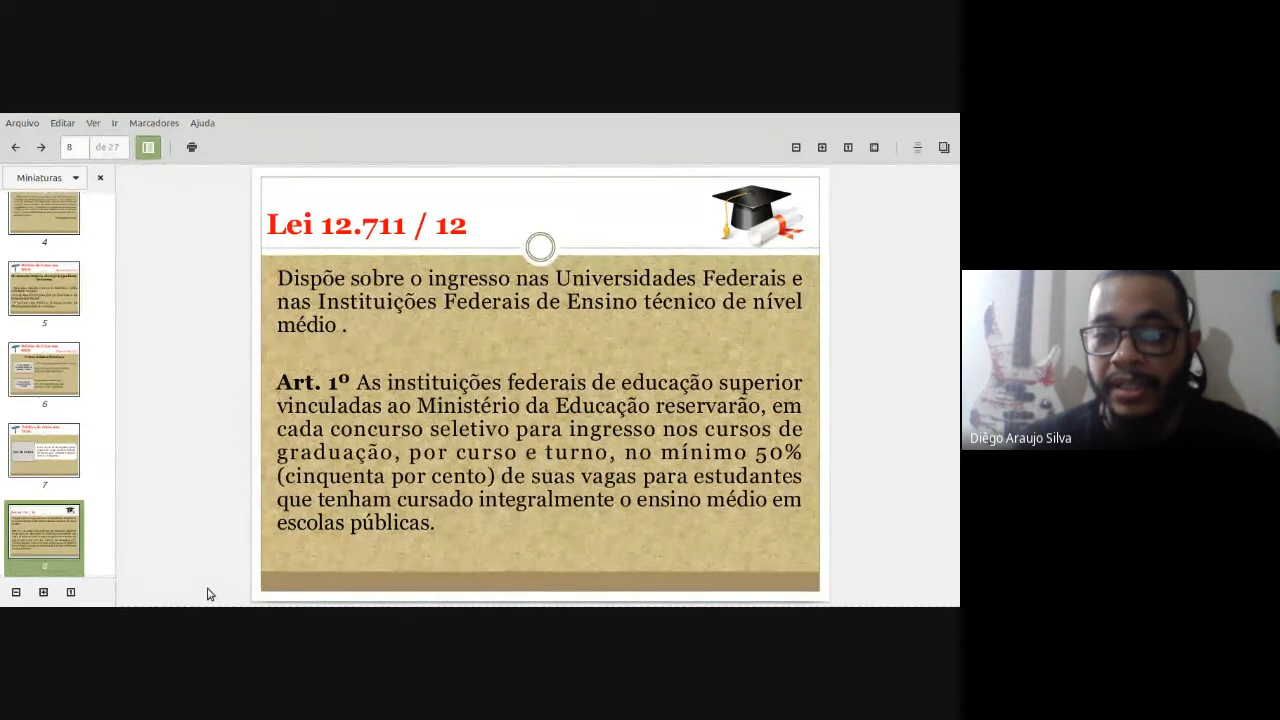 Arquivo Editar Ver Ir Marcadores Ajuda
8 de 27
Miniaturas
4
5
6
7
8
Lei 12.711 / 12
Dispõe sobre o ingresso nas Universidades Federais e
nas Instituições Federais de Ensino técnico de nível
médio .
Art. 1º As instituições federais de educação superior
vinculadas ao Ministério da Educação reservarão, em
cada concurso seletivo para ingresso nos cursos de
graduação, por curso e turno, no mínimo 50%
(cinquenta por cento) de suas vagas para estudantes
que tenham cursado integralmente o ensino médio em
escolas públicas.
Diêgo Araujo Silva